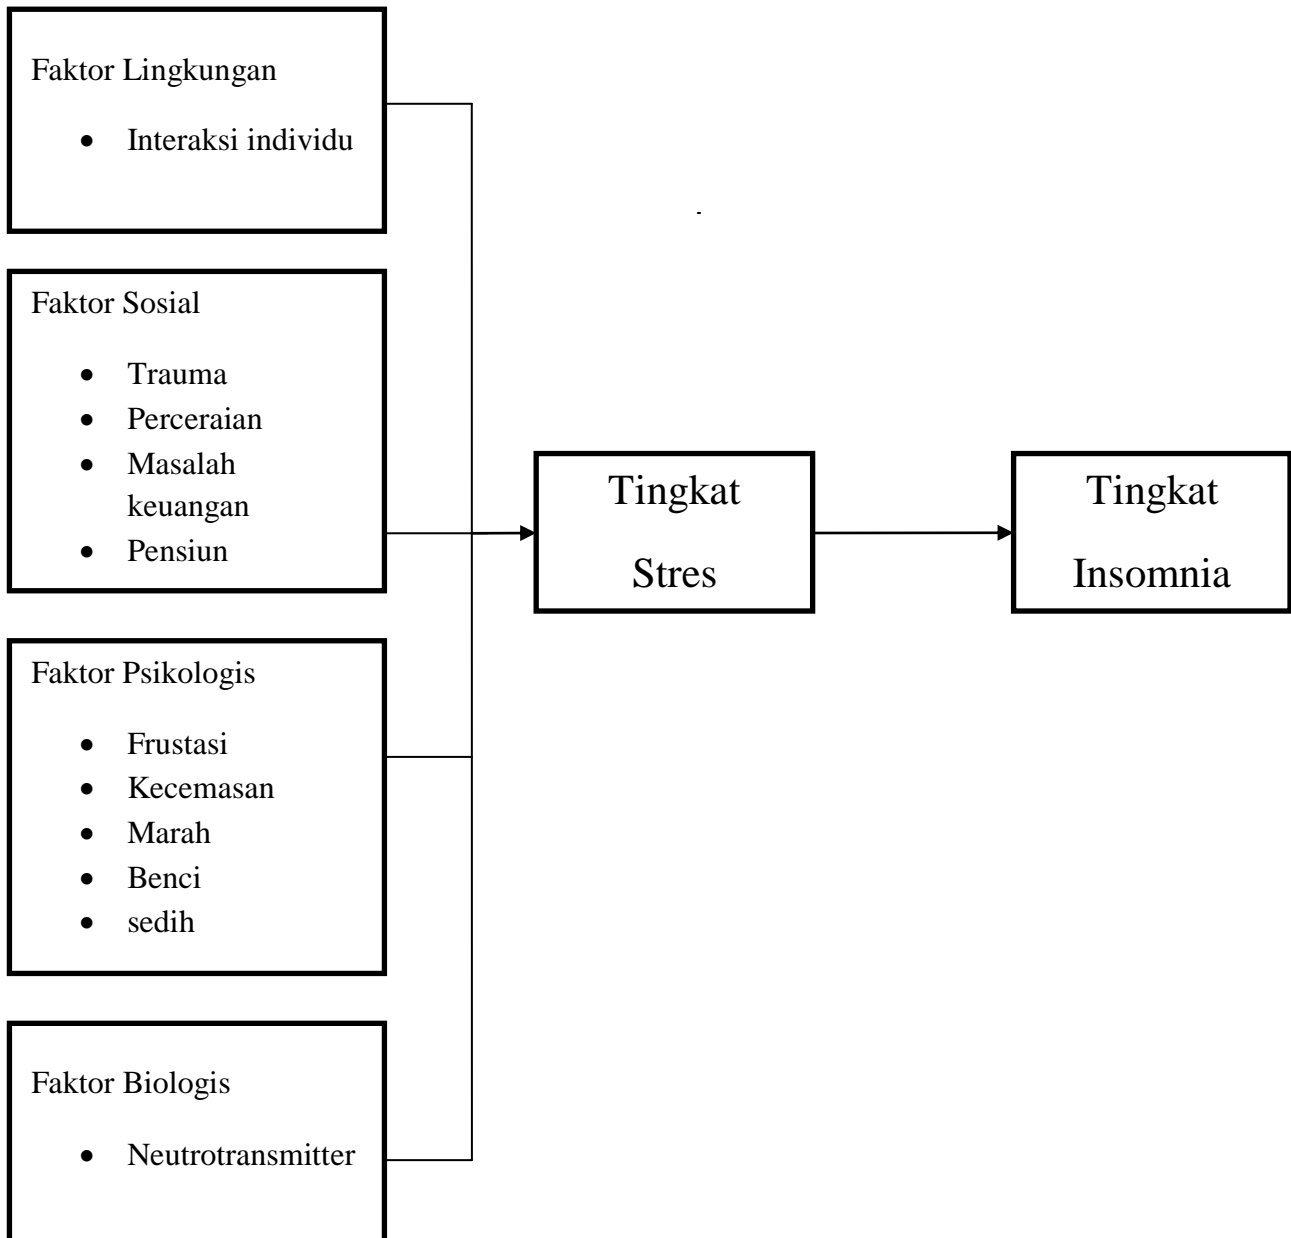 Faktor Lingkungan
• Interaksi individu
Faktor Sosial
• Trauma
• Perceraian
• Masalah
keuangan
• Pensiun
Faktor Psikologis
• Frustasi
• Kecemasan
• Marah
• Benci
• sedih
Faktor Biologis
• Neutrotransmitter
Tingkat
Stres
Tingkat
Insomnia